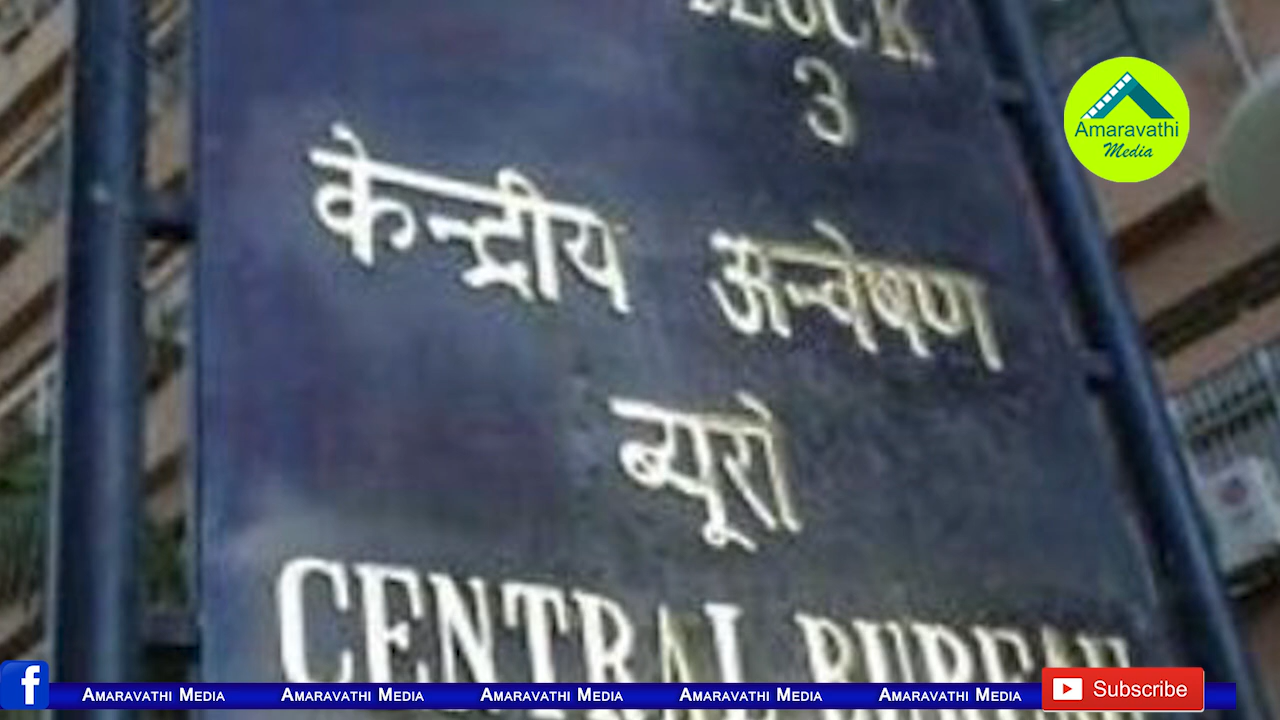 BLOCK
3
Amaravathi
Media
केन्द्रीय अन्वेषण
ब्यूरो
CENTRAL BUREAU
f Amaravathi Media Amaravathi Media Amaravathi Media Amaravathi Media Amaravathi Media Subscribe